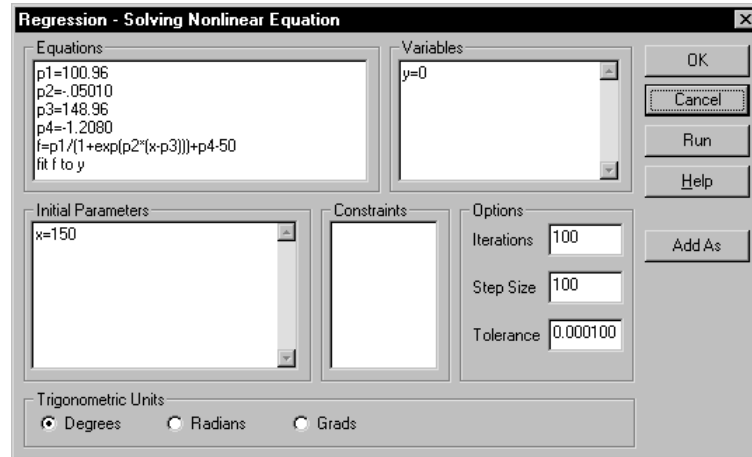 Regression - Solving Nonlinear Equation
Equations
p1=100.96
p2=-.05010
p3=148.96
p4=-1.2080
f=p1/(1+exp(p2*(x-p3)))+p4-50
fit f to y
Variables
y=0
OK
Cancel
Run
Help
Add As
Initial Parameters
x=150
Constraints
Options
Iterations 100
Step Size 100
Tolerance 0.000100
Trigonometric Units
Degrees Radians Grads